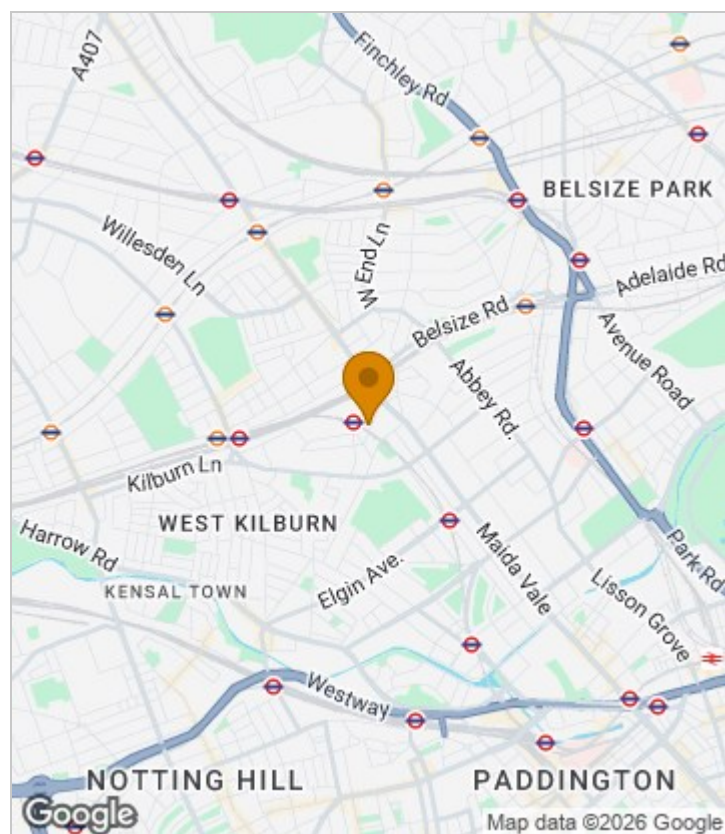 A407
Finchley Rd
BELSIZE PARK
Willesden Ln
W End Ln
Adelaide Rd
Belsize Rd
Avenue Road
Abbey Rd.
Kilburn Ln
WEST KILBURN
Harrow Rd
Maida Vale
Park Rd.
Elgin Ave.
KENSAL TOWN
Lisson Grove
Westway
NOTTING HILL
PADDINGTON
Google
Map data ©2026 Google